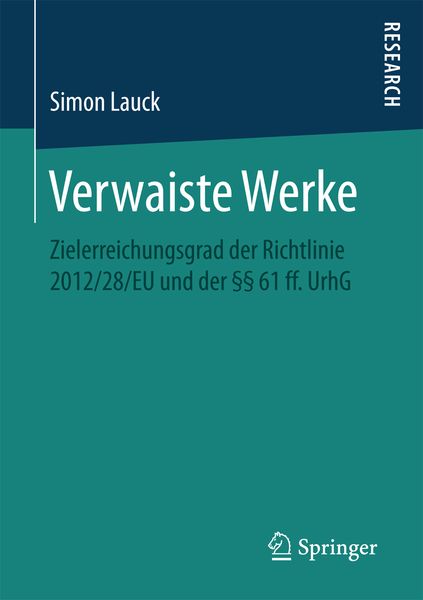 RESEARCH
Simon Lauck
Verwaiste Werke
Zielerreichungsgrad der Richtlinie
2012/28/EU und der §§ 61 ff. UrhG
Springer